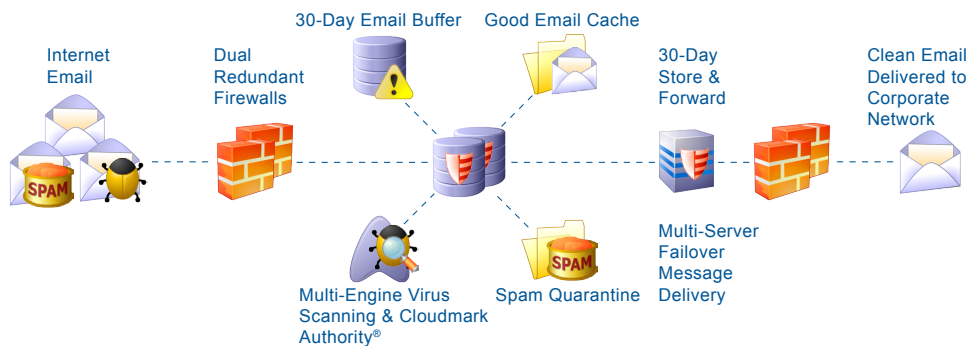 30-Day Email Buffer
Good Email Cache
Internet
Email
Dual
Redundant
Firewalls
30-Day
Store &
Forward
Clean Email
Delivered to
Corporate
Network
SPAM
Multi-Engine Virus
Scanning & Cloudmark
Authority®
SPAM
Spam Quarantine
Multi-Server
Failover
Message
Delivery